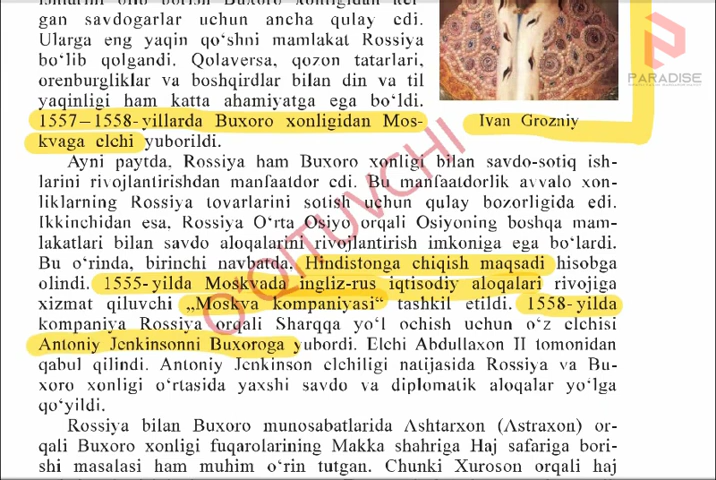 gan savdogarlar uchun ancha qulay edi.
Ularga eng yaqin qo‘shni mamlakat Rossiya
bo‘lib qolgandi. Qolaversa, qozon tatarlari,
orenburgliklar va boshqirdlar bilan din va til
yaqinligi ham katta ahamiyatga ega bo‘ldi.
1557–1558-yillarda Buxoro xonligidan Mos-
kvaga elchi yuborildi.
PARADISE
Ivan Grozniy
Ayni paytda, Rossiya ham Buxoro xonligi bilan savdo-sotiq ish-
larini rivojlantirishdan manfaatdor edi. Bu manfaatdorlik avvalo xon-
liklarning Rossiya tovarlarini sotish uchun qulay bozorligida edi.
Ikkinchidan esa, Rossiya O‘rta Osiyo orqali Osiyoning boshqa mam-
lakatlari bilan savdo aloqalarini rivojlantirish imkoniga ega bo‘lardi.
Bu o‘rinda, birinchi navbatda, Hindistonga chiqish maqsadi hisobga
olindi. 1555-yilda Moskvada ingliz-rus iqtisodiy aloqalari rivojiga
xizmat qiluvchi „Moskva kompaniyasi“ tashkil etildi. 1558-yilda
kompaniya Rossiya orqali Sharqqa yo‘l ochish uchun o‘z elchisi
Antoniy Jenkinsonni Buxoroga yubordi. Elchi Abdullaxon II tomonidan
qabul qilindi. Antoniy Jenkinson elchiligi natijasida Rossiya va Bu-
xoro xonligi o‘rtasida yaxshi savdo va diplomatik aloqalar yo‘lga
qo‘yildi.
Rossiya bilan Buxoro munosabatlarida Ashtarxon (Astraxon) or-
qali Buxoro xonligi fuqarolarining Makka shahriga Haj safariga bori-
shi masalasi ham muhim o‘rin tutgan. Chunki Xuroson orqali haj
O‘QITUVCHI